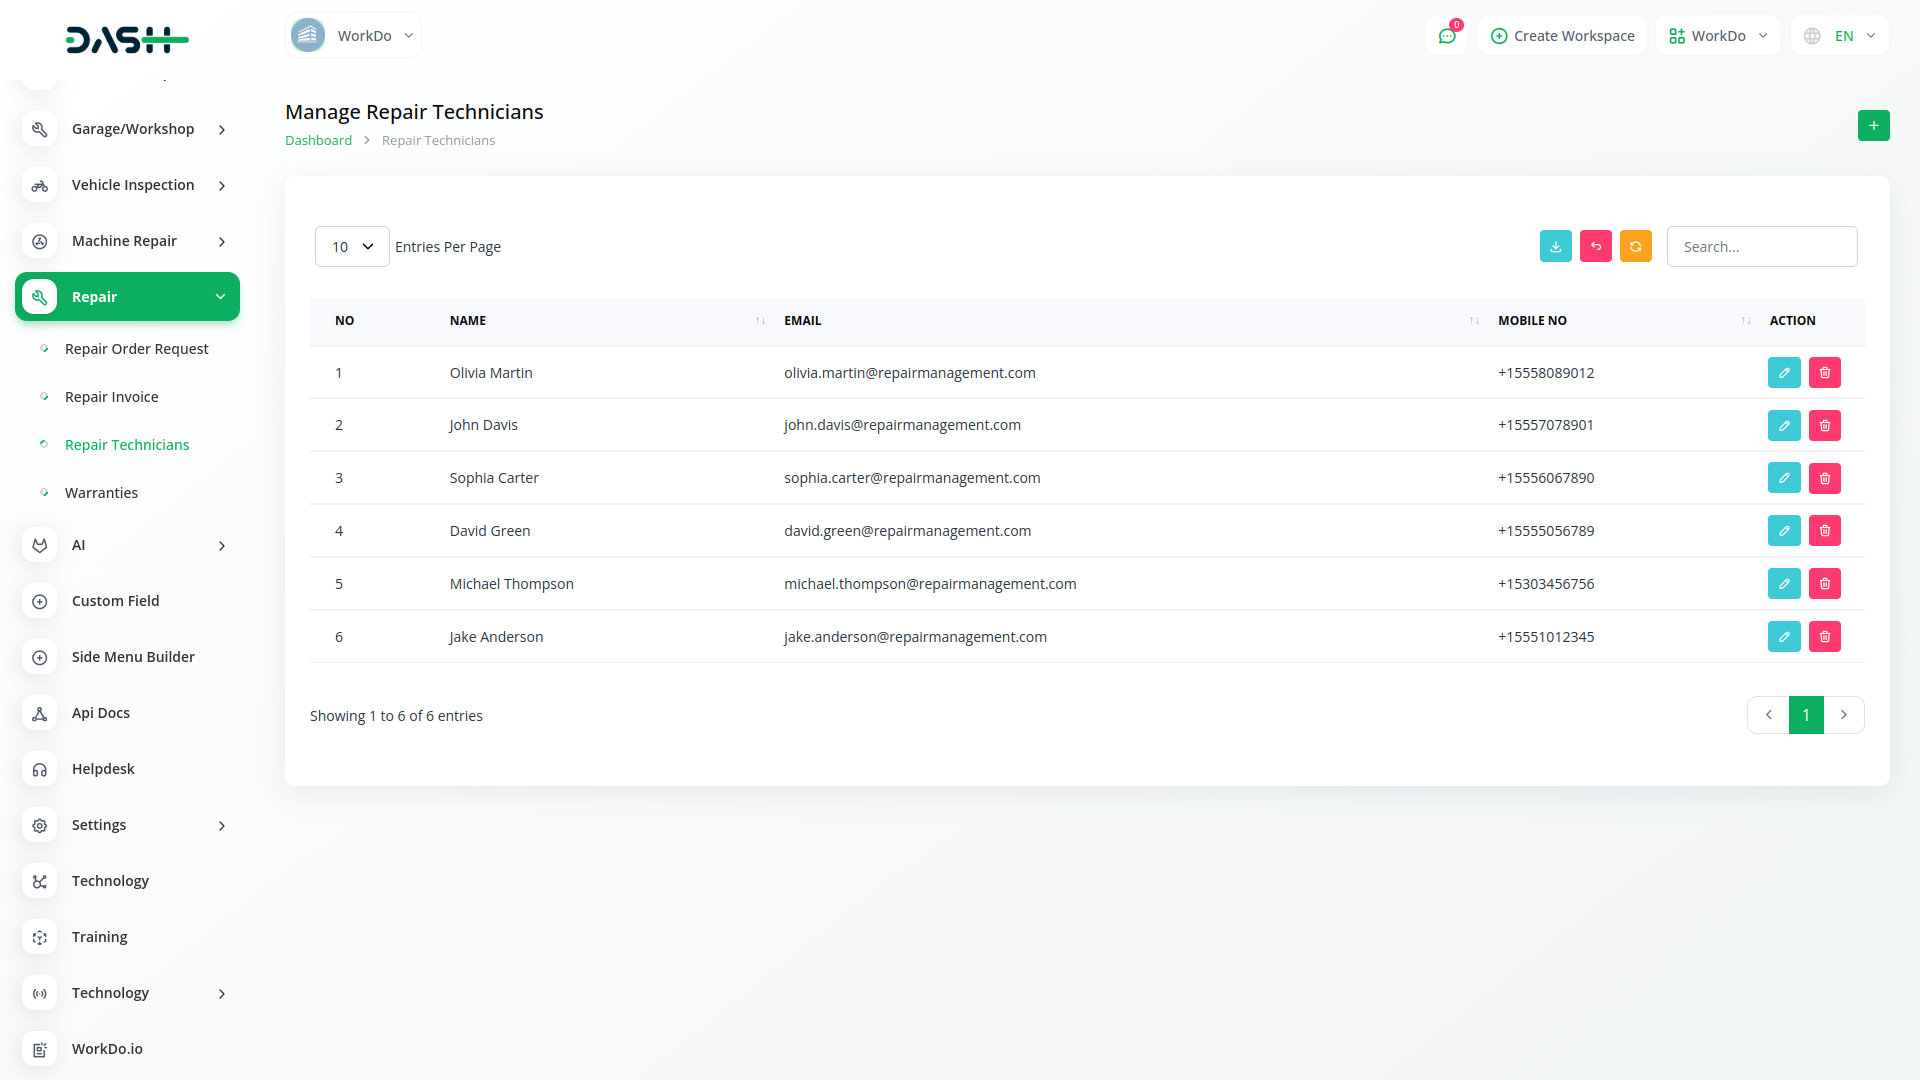 DASH
WorkDo
0
Create Workspace
WorkDo
EN
Garage/Workshop
Vehicle Inspection
Machine Repair
Repair
Repair Order Request
Repair Invoice
Repair Technicians
Warranties
AI
Custom Field
Side Menu Builder
Api Docs
Helpdesk
Settings
Technology
Training
Technology
WorkDo.io
Manage Repair Technicians
Dashboard > Repair Technicians
+
10 Entries Per Page
Search...
NO NAME EMAIL MOBILE NO ACTION
1 Olivia Martin olivia.martin@repairmanagement.com +15558089012
2 John Davis john.davis@repairmanagement.com +15557078901
3 Sophia Carter sophia.carter@repairmanagement.com +15556067890
4 David Green david.green@repairmanagement.com +15555056789
5 Michael Thompson michael.thompson@repairmanagement.com +15303456756
6 Jake Anderson jake.anderson@repairmanagement.com +15551012345
Showing 1 to 6 of 6 entries
‹ 1 ›